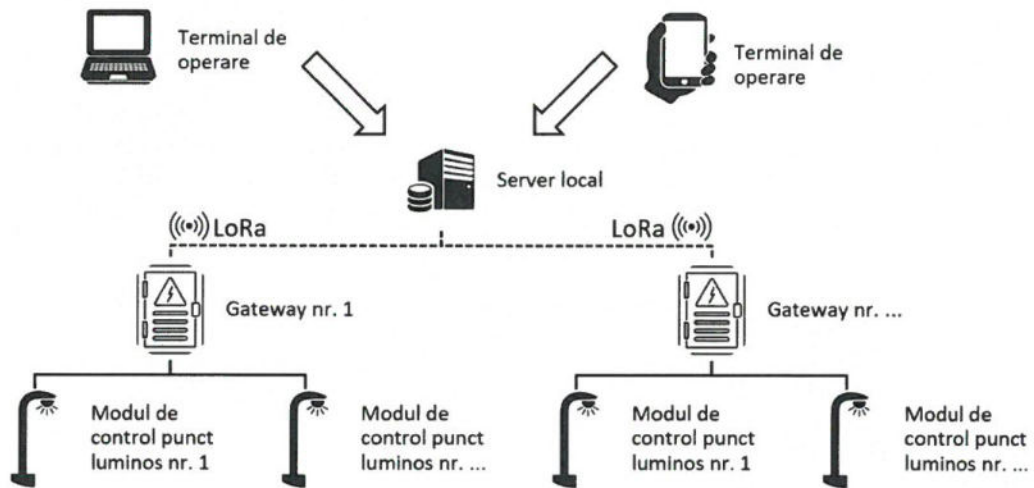 Terminal de
operare
Terminal de
operare
Server local
LoRa
LoRa
Gateway nr. 1
Gateway nr. ...
Modul de
control punct
luminos nr. 1
Modul de
control punct
luminos nr. ...
Modul de
control punct
luminos nr. 1
Modul de
control punct
luminos nr. ...